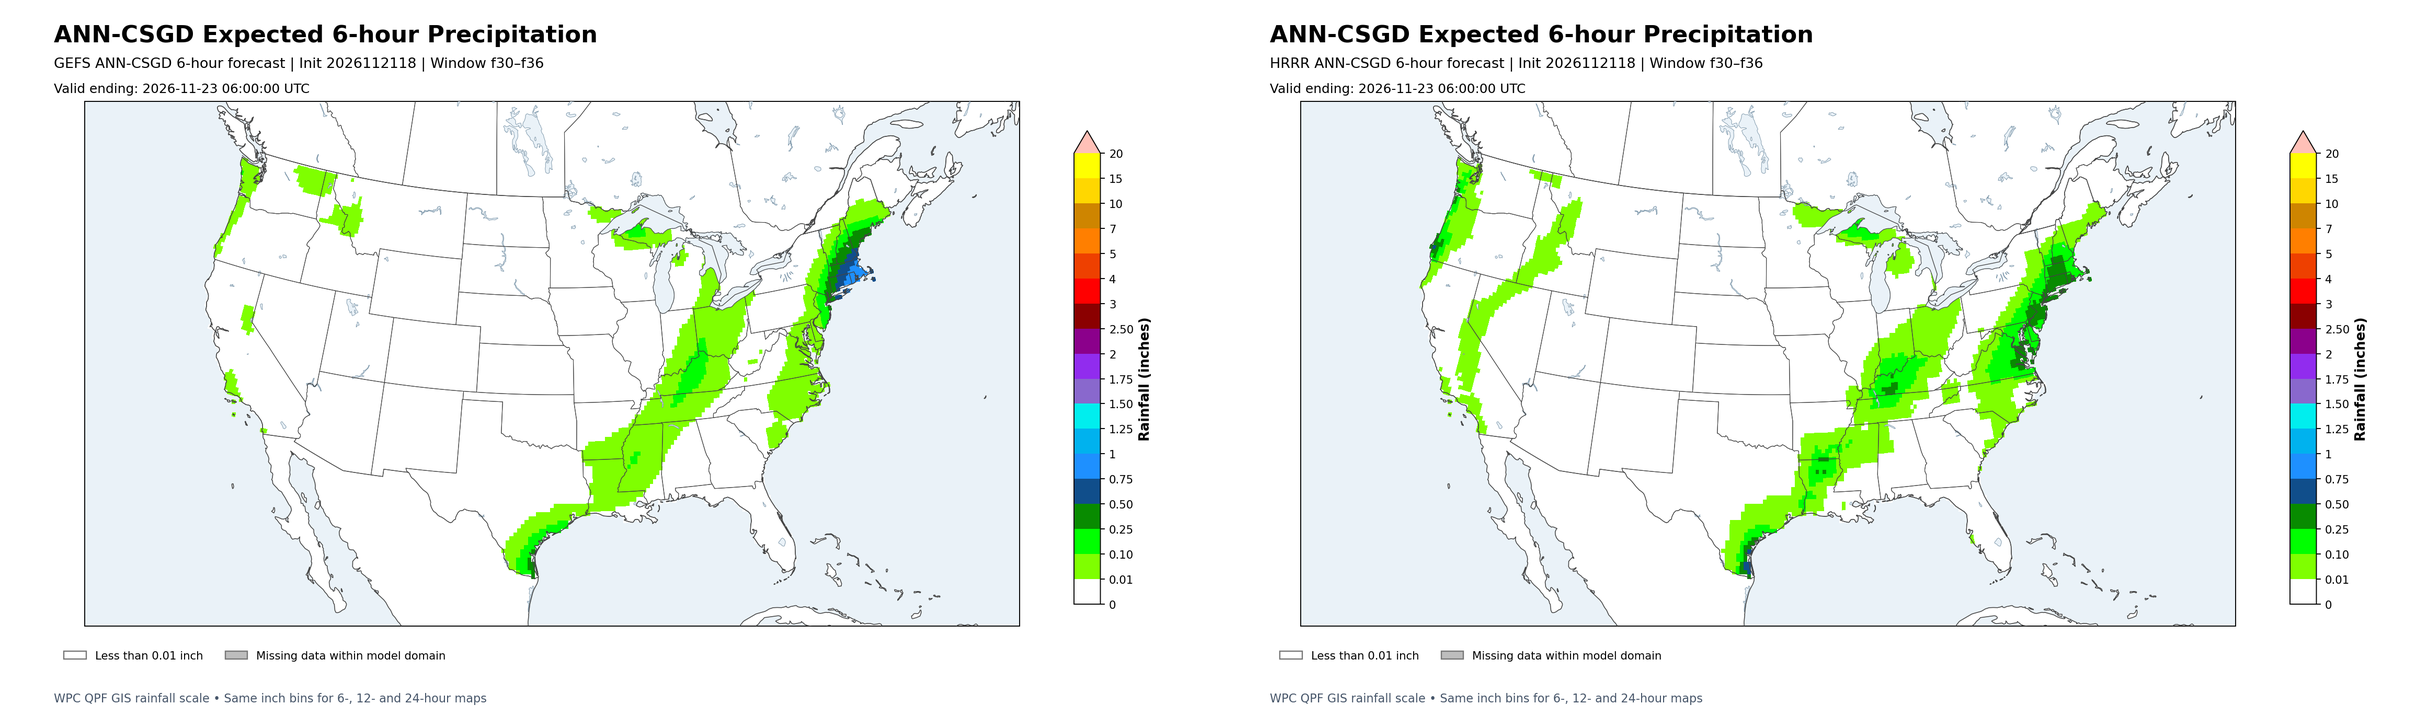 ANN-CSGD Expected 6-hour Precipitation
GEFS ANN-CSGD 6-hour forecast | Init 2026112118 | Window f30–f36
Valid ending: 2026-11-23 06:00:00 UTC
20
15
10
7
5
4
3
2.50
2
1.75
1.50
1.25
1
0.75
0.50
0.25
0.10
0.01
0
Rainfall (inches)
Less than 0.01 inch
Missing data within model domain
WPC QPF GIS rainfall scale • Same inch bins for 6-, 12- and 24-hour maps
ANN-CSGD Expected 6-hour Precipitation
HRRR ANN-CSGD 6-hour forecast | Init 2026112118 | Window f30–f36
Valid ending: 2026-11-23 06:00:00 UTC
20
15
10
7
5
4
3
2.50
2
1.75
1.50
1.25
1
0.75
0.50
0.25
0.10
0.01
0
Rainfall (inches)
Less than 0.01 inch
Missing data within model domain
WPC QPF GIS rainfall scale • Same inch bins for 6-, 12- and 24-hour maps